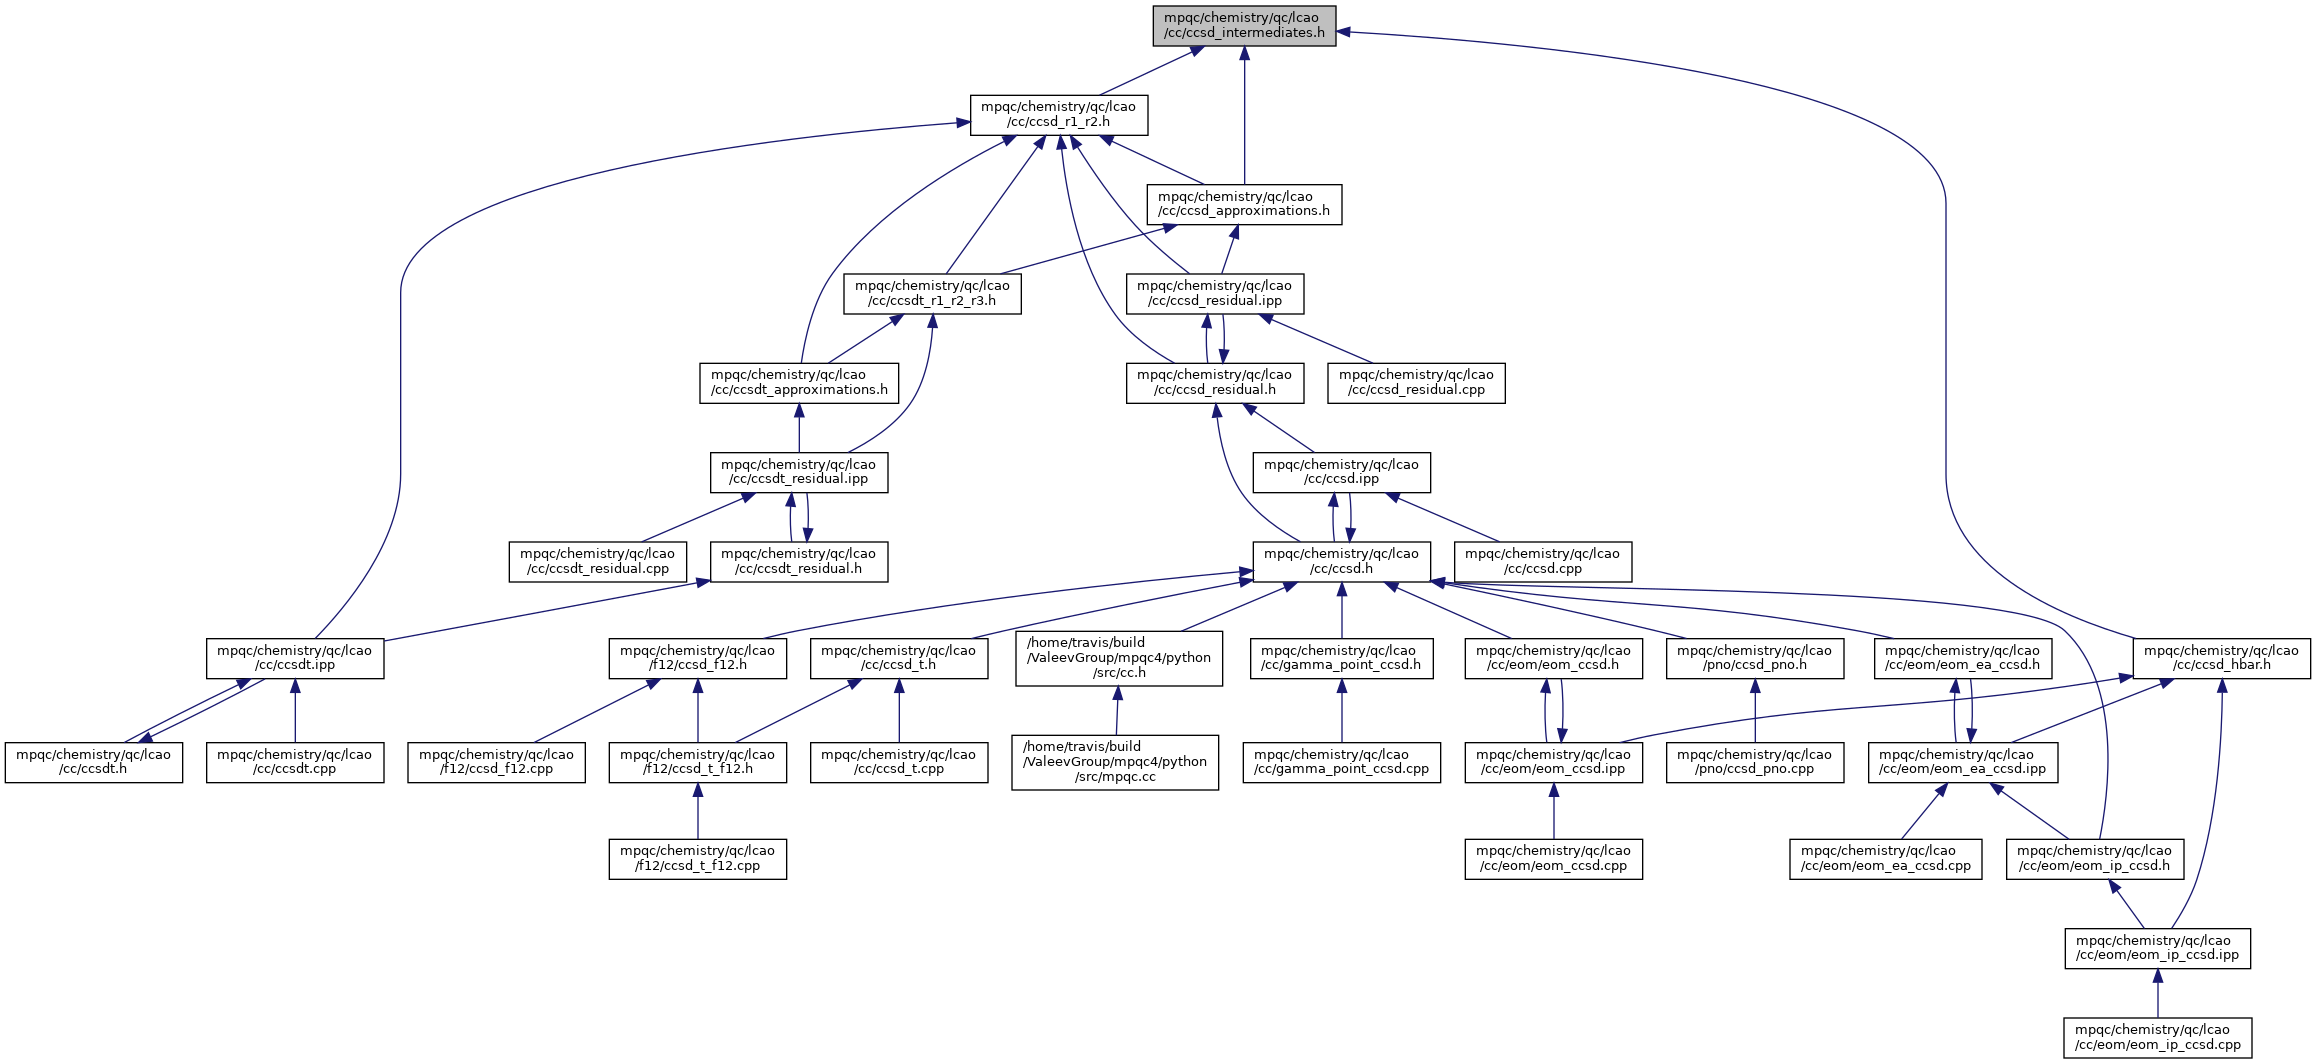 mpqc/chemistry/qc/lcao
/cc/ccsd_intermediates.h
mpqc/chemistry/qc/lcao
/cc/ccsd_r1_r2.h
mpqc/chemistry/qc/lcao
/cc/ccsd_approximations.h
mpqc/chemistry/qc/lcao
/cc/ccsdt_r1_r2_r3.h
mpqc/chemistry/qc/lcao
/cc/ccsd_residual.ipp
mpqc/chemistry/qc/lcao
/cc/ccsdt_approximations.h
mpqc/chemistry/qc/lcao
/cc/ccsd_residual.h
mpqc/chemistry/qc/lcao
/cc/ccsd_residual.cpp
mpqc/chemistry/qc/lcao
/cc/ccsdt_residual.ipp
mpqc/chemistry/qc/lcao
/cc/ccsd.ipp
mpqc/chemistry/qc/lcao
/cc/ccsdt_residual.cpp
mpqc/chemistry/qc/lcao
/cc/ccsdt_residual.h
mpqc/chemistry/qc/lcao
/cc/ccsd.h
mpqc/chemistry/qc/lcao
/cc/ccsd.cpp
mpqc/chemistry/qc/lcao
/cc/ccsdt.ipp
mpqc/chemistry/qc/lcao
/f12/ccsd_f12.h
mpqc/chemistry/qc/lcao
/cc/ccsd_t.h
/home/travis/build
/ValeevGroup/mpqc4/python
/src/cc.h
mpqc/chemistry/qc/lcao
/cc/gamma_point_ccsd.h
mpqc/chemistry/qc/lcao
/cc/eom/eom_ccsd.h
mpqc/chemistry/qc/lcao
/pno/ccsd_pno.h
mpqc/chemistry/qc/lcao
/cc/eom/eom_ea_ccsd.h
mpqc/chemistry/qc/lcao
/cc/ccsd_hbar.h
mpqc/chemistry/qc/lcao
/cc/ccsdt.h
mpqc/chemistry/qc/lcao
/cc/ccsdt.cpp
mpqc/chemistry/qc/lcao
/f12/ccsd_f12.cpp
mpqc/chemistry/qc/lcao
/f12/ccsd_t_f12.h
mpqc/chemistry/qc/lcao
/cc/ccsd_t.cpp
/home/travis/build
/ValeevGroup/mpqc4/python
/src/mpqc.cc
mpqc/chemistry/qc/lcao
/cc/gamma_point_ccsd.cpp
mpqc/chemistry/qc/lcao
/cc/eom/eom_ccsd.ipp
mpqc/chemistry/qc/lcao
/pno/ccsd_pno.cpp
mpqc/chemistry/qc/lcao
/cc/eom/eom_ea_ccsd.ipp
mpqc/chemistry/qc/lcao
/f12/ccsd_t_f12.cpp
mpqc/chemistry/qc/lcao
/cc/eom/eom_ccsd.cpp
mpqc/chemistry/qc/lcao
/cc/eom/eom_ea_ccsd.cpp
mpqc/chemistry/qc/lcao
/cc/eom/eom_ip_ccsd.h
mpqc/chemistry/qc/lcao
/cc/eom/eom_ip_ccsd.ipp
mpqc/chemistry/qc/lcao
/cc/eom/eom_ip_ccsd.cpp